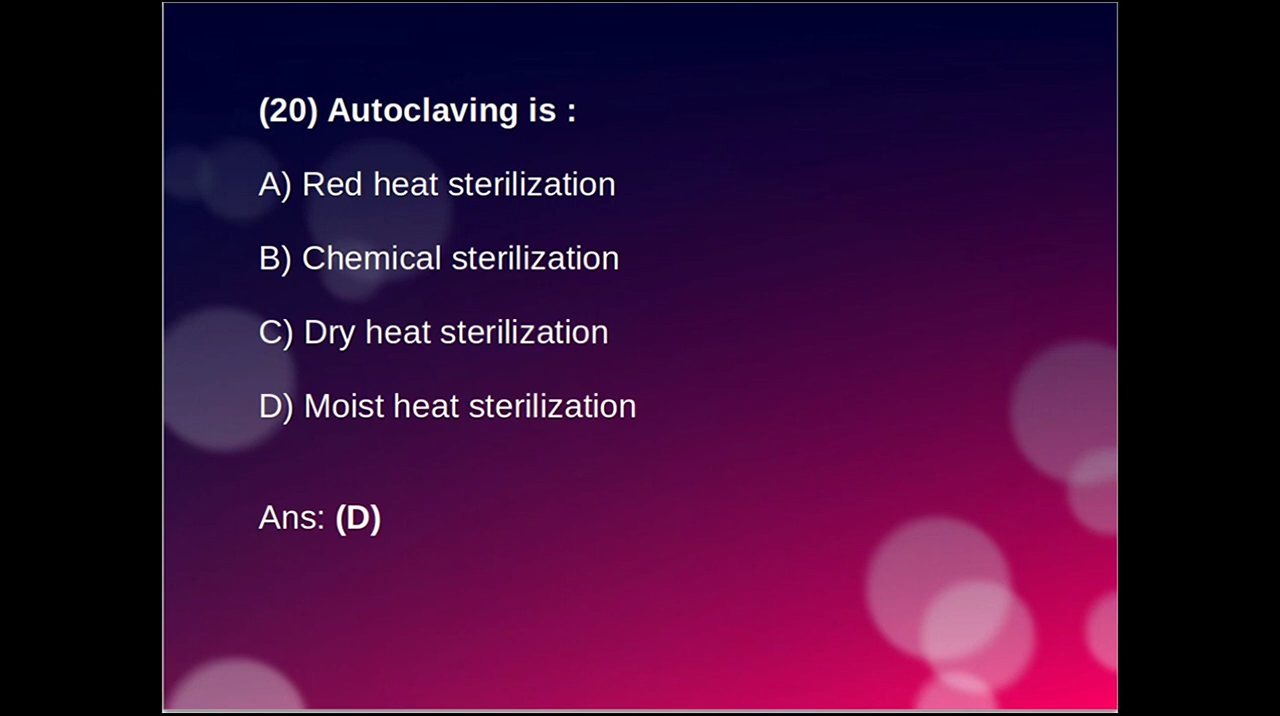 (20) Autoclaving is :
A) Red heat sterilization
B) Chemical sterilization
C) Dry heat sterilization
D) Moist heat sterilization
Ans: (D)